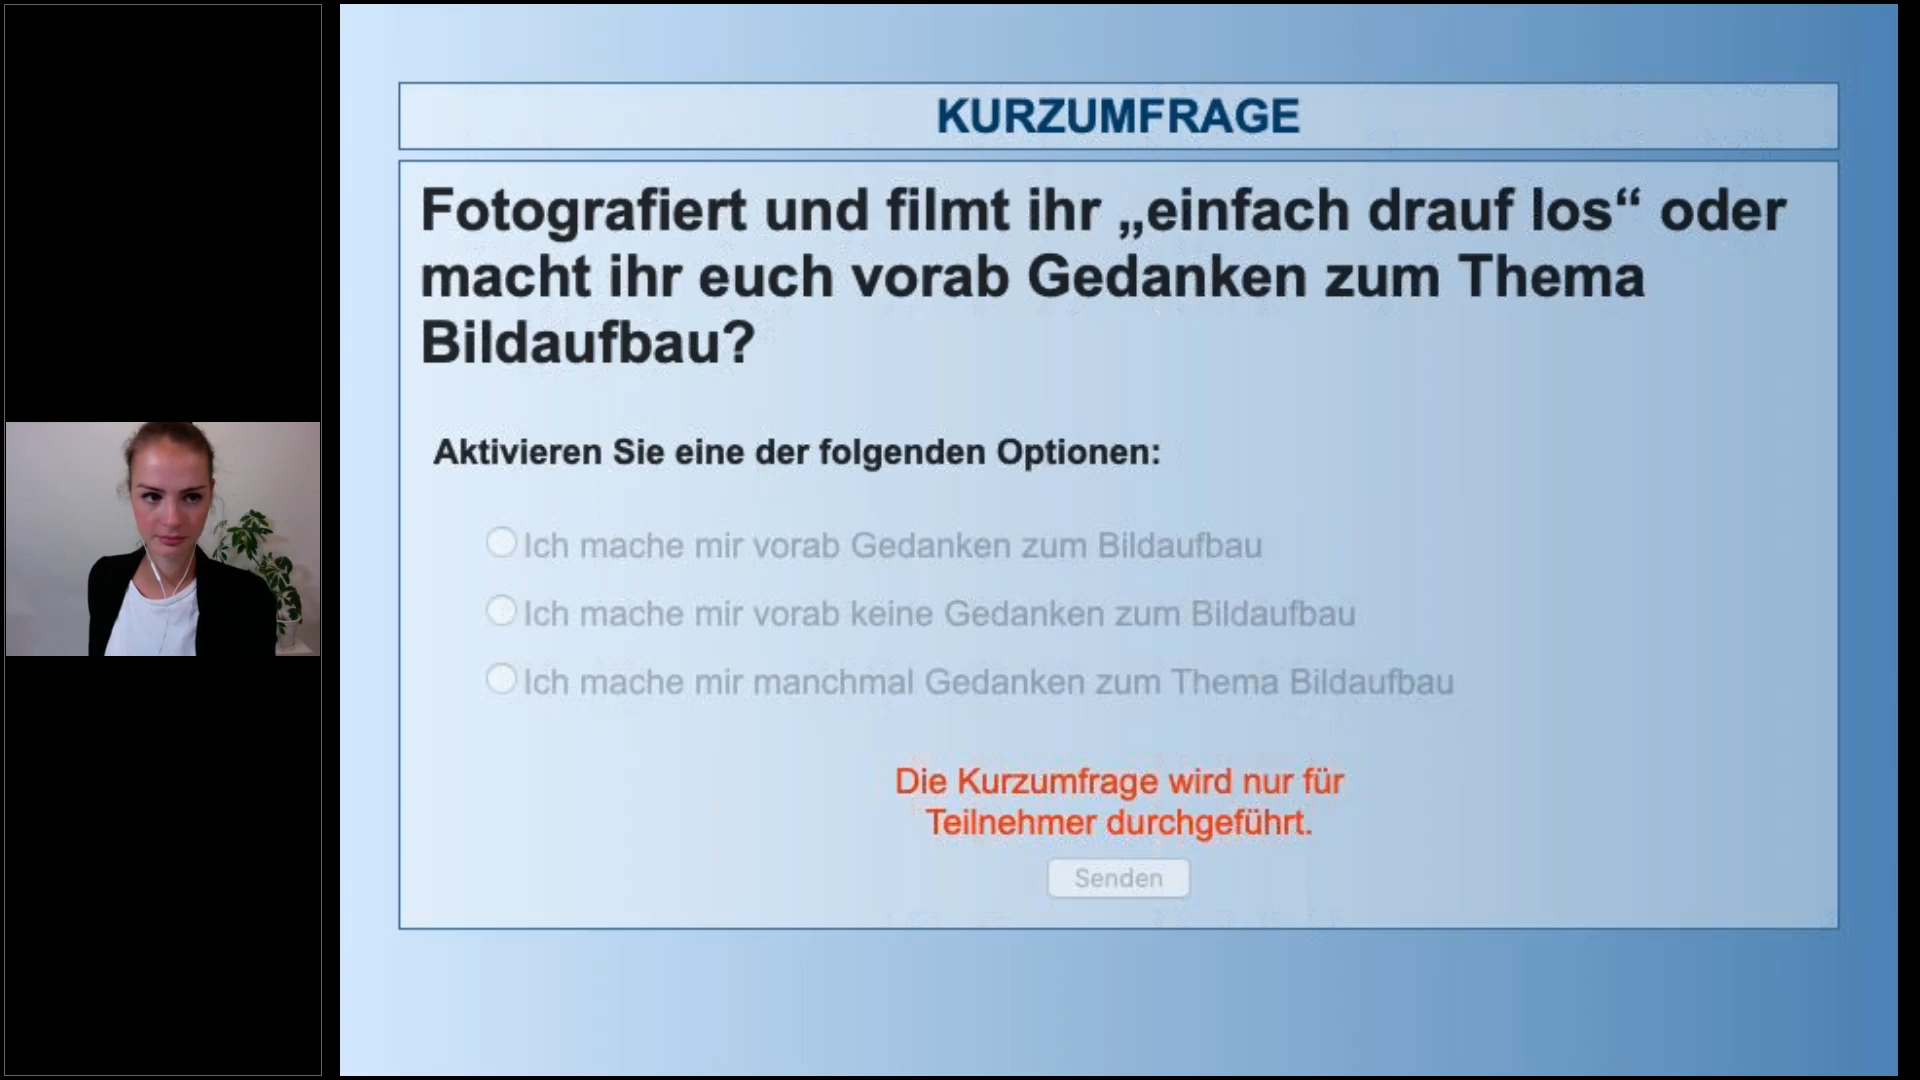 KURZUMFRAGE
Fotografiert und filmt ihr „einfach drauf los“ oder
macht ihr euch vorab Gedanken zum Thema
Bildaufbau?
Aktivieren Sie eine der folgenden Optionen:
Ich mache mir vorab Gedanken zum Bildaufbau
Ich mache mir vorab keine Gedanken zum Bildaufbau
Ich mache mir manchmal Gedanken zum Thema Bildaufbau
Die Kurzumfrage wird nur für
Teilnehmer durchgeführt.
Senden